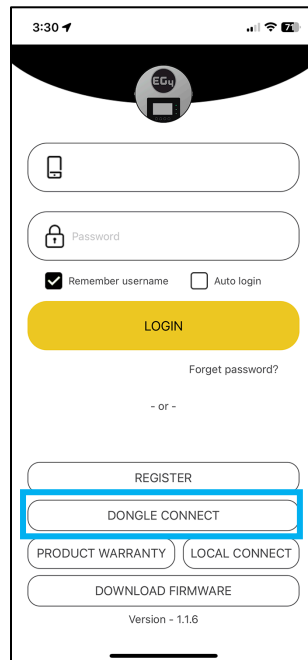 3:30
71
EG4
Password
Remember username Auto login
LOGIN
Forget password?
- or -
REGISTER
DONGLE CONNECT
PRODUCT WARRANTY LOCAL CONNECT
DOWNLOAD FIRMWARE
Version - 1.1.6